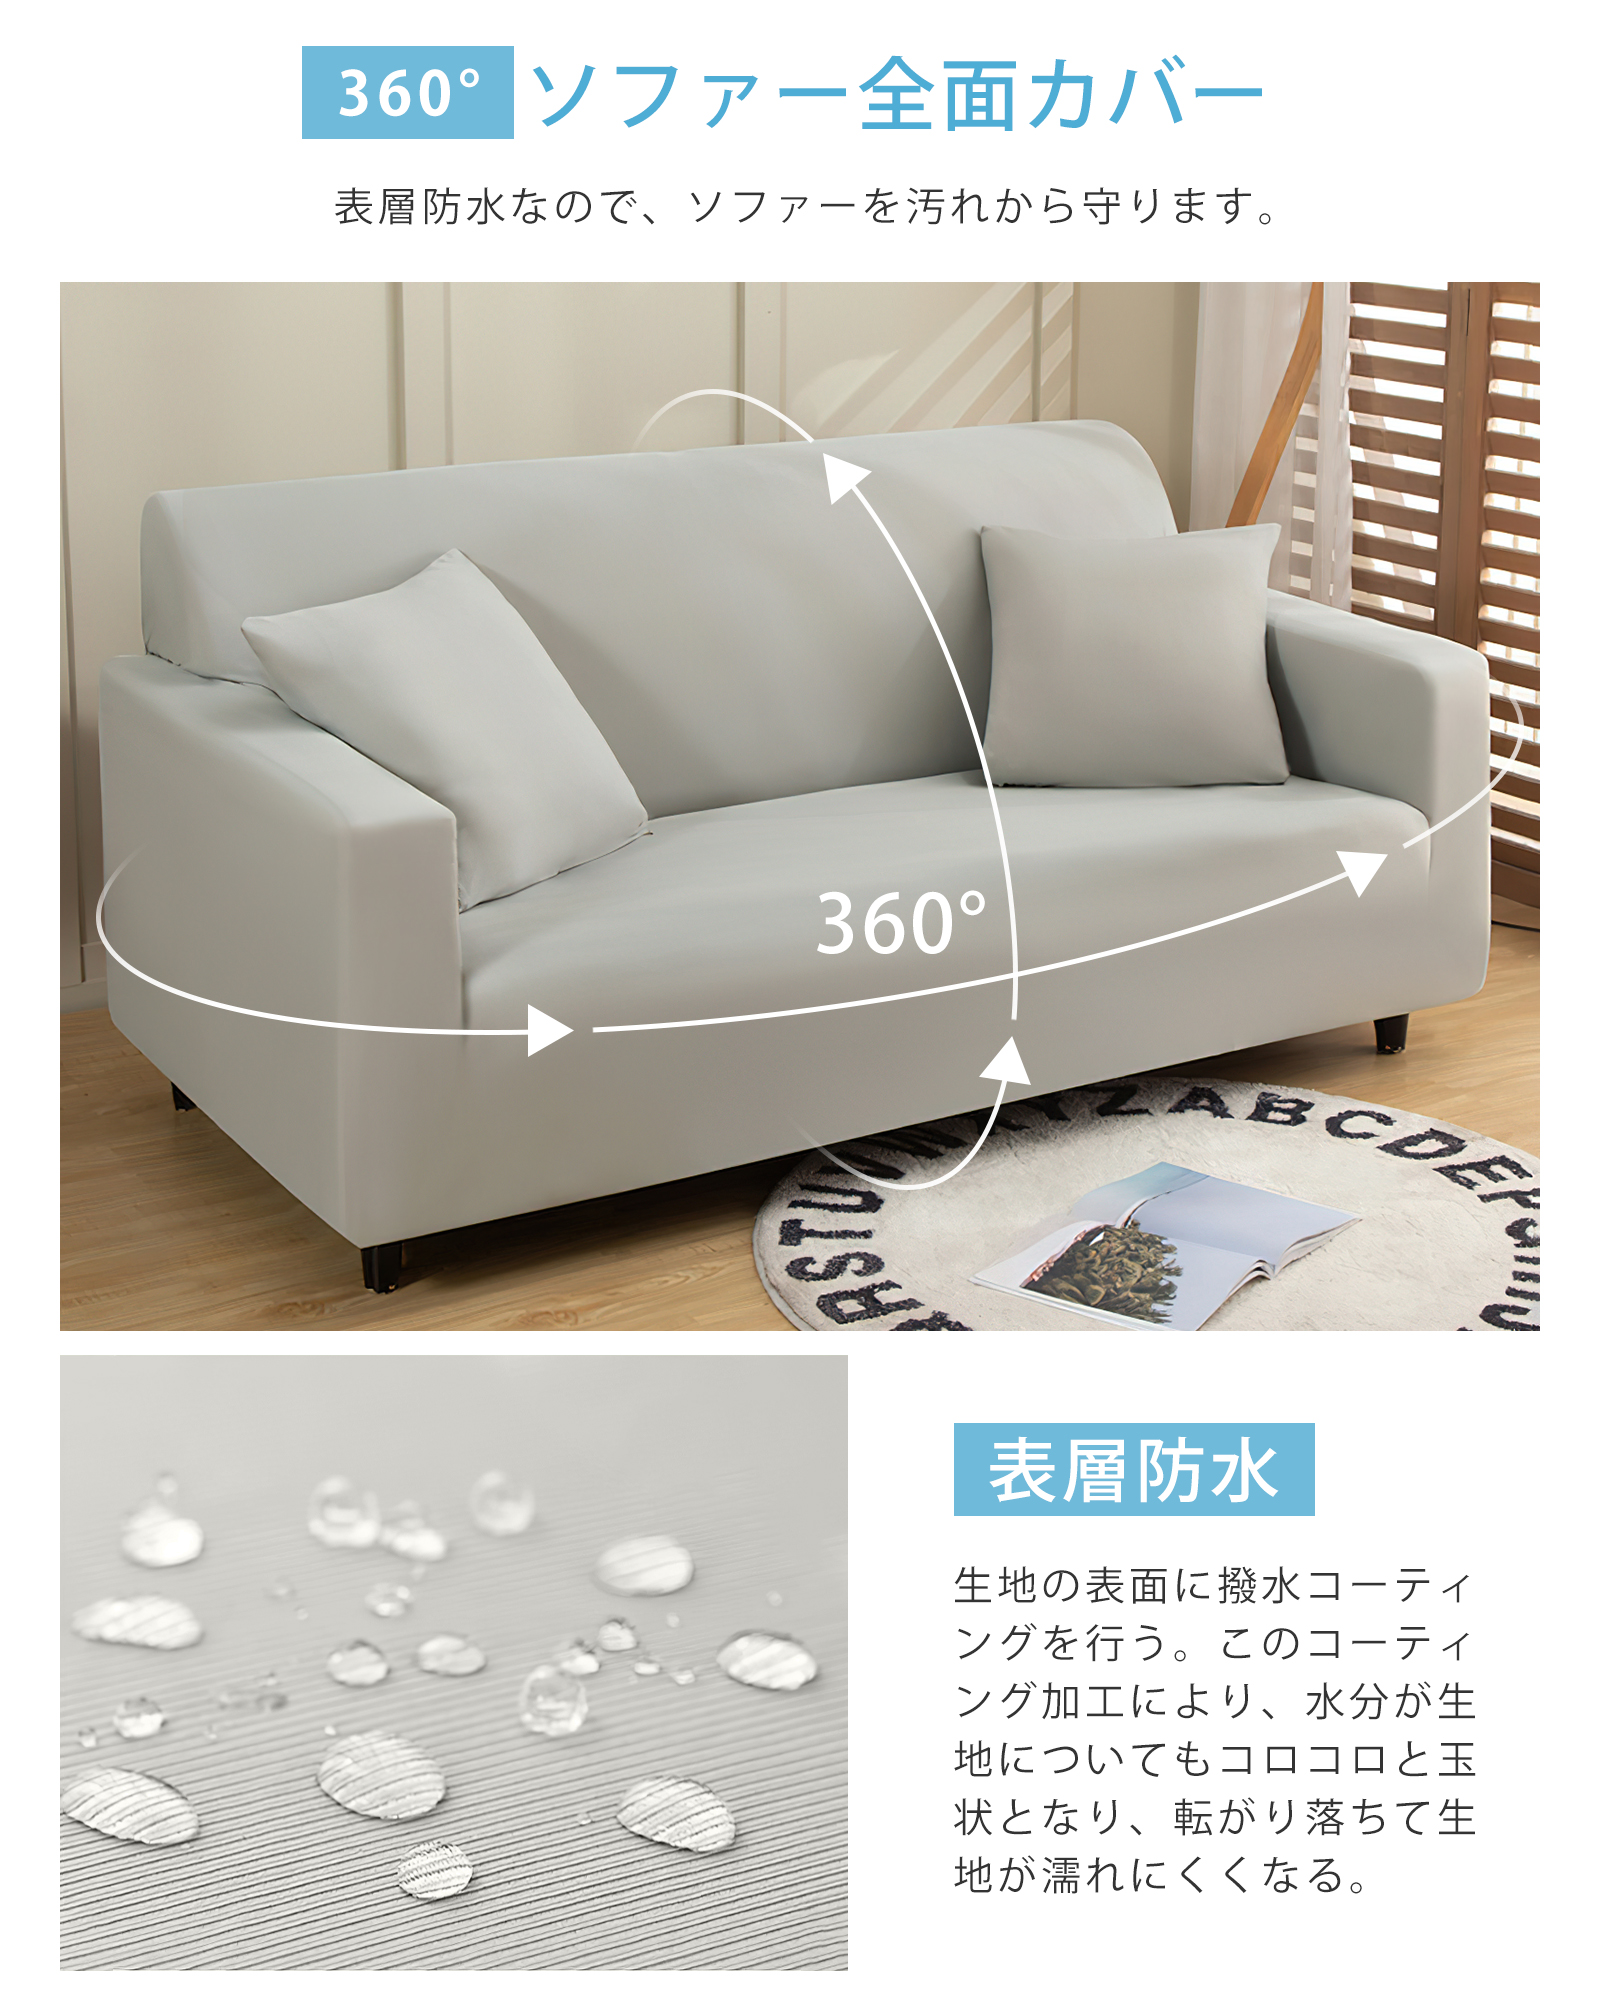 360° ソファー全面カバー
表層防水なので、ソファーを汚れから守ります。
360°
STUVWXYZABCDEF
RS
表層防水
生地の表面に撥水コーティ
ングを行う。このコーティ
ング加工により、水分が生
地についてもコロコロと玉
状となり、転がり落ちて生
地が濡れにくくなる。